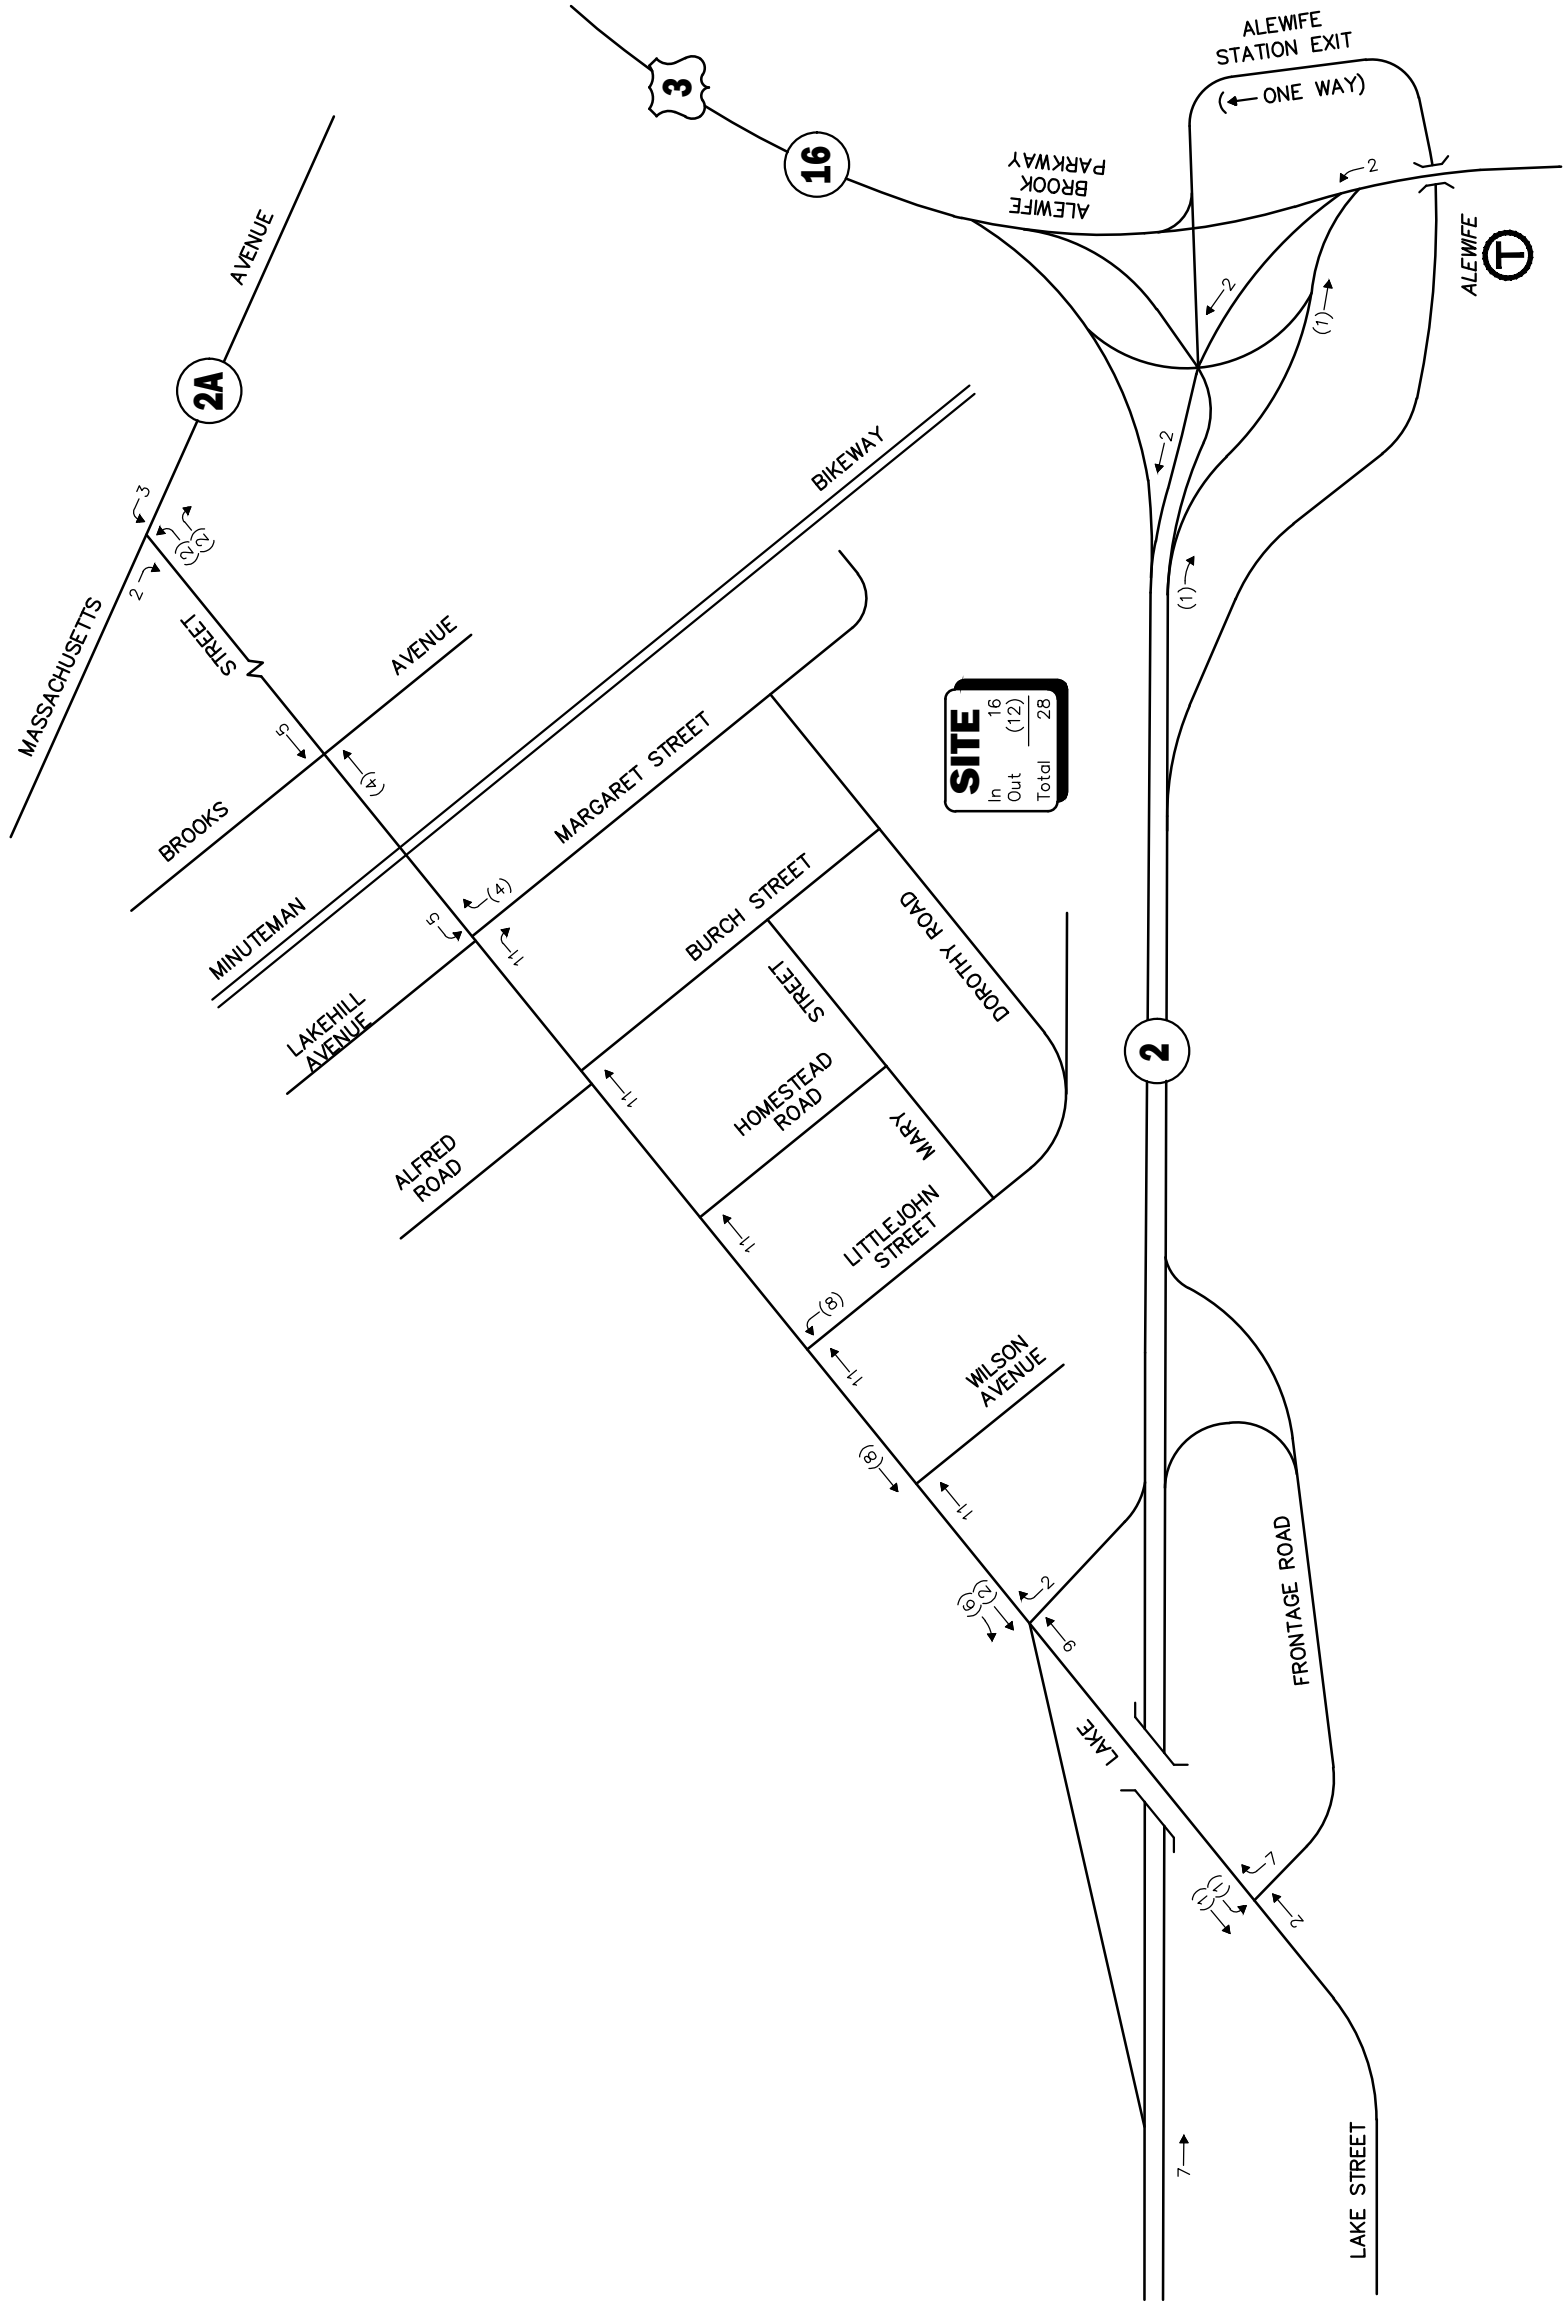 MASSACHUSETTS
AVENUE
2A
3
2
(2)
(2)
STREET
5
(4)
BROOKS
AVENUE
MINUTEMAN
BIKEWAY
5
(4)
11
LAKEHILL
AVENUE
MARGARET STREET
BURCH STREET
DOROTHY ROAD
ALFRED
ROAD
11
HOMESTEAD
ROAD
STREET
MARY
11
LITTLEJOHN
STREET
(8)
11
WILSON
AVENUE
(8)
11
(6)
(2)
2
9
LAKE
(1)
(1)
7
2
FRONTAGE ROAD
7
LAKE STREET
2
SITE
In 16
Out (12)
Total 28
3
16
ALEWIFE
BROOK
PARKWAY
ALEWIFE
STATION EXIT
(← ONE WAY)
2
2
2
(1)
(1)
ALEWIFE
T